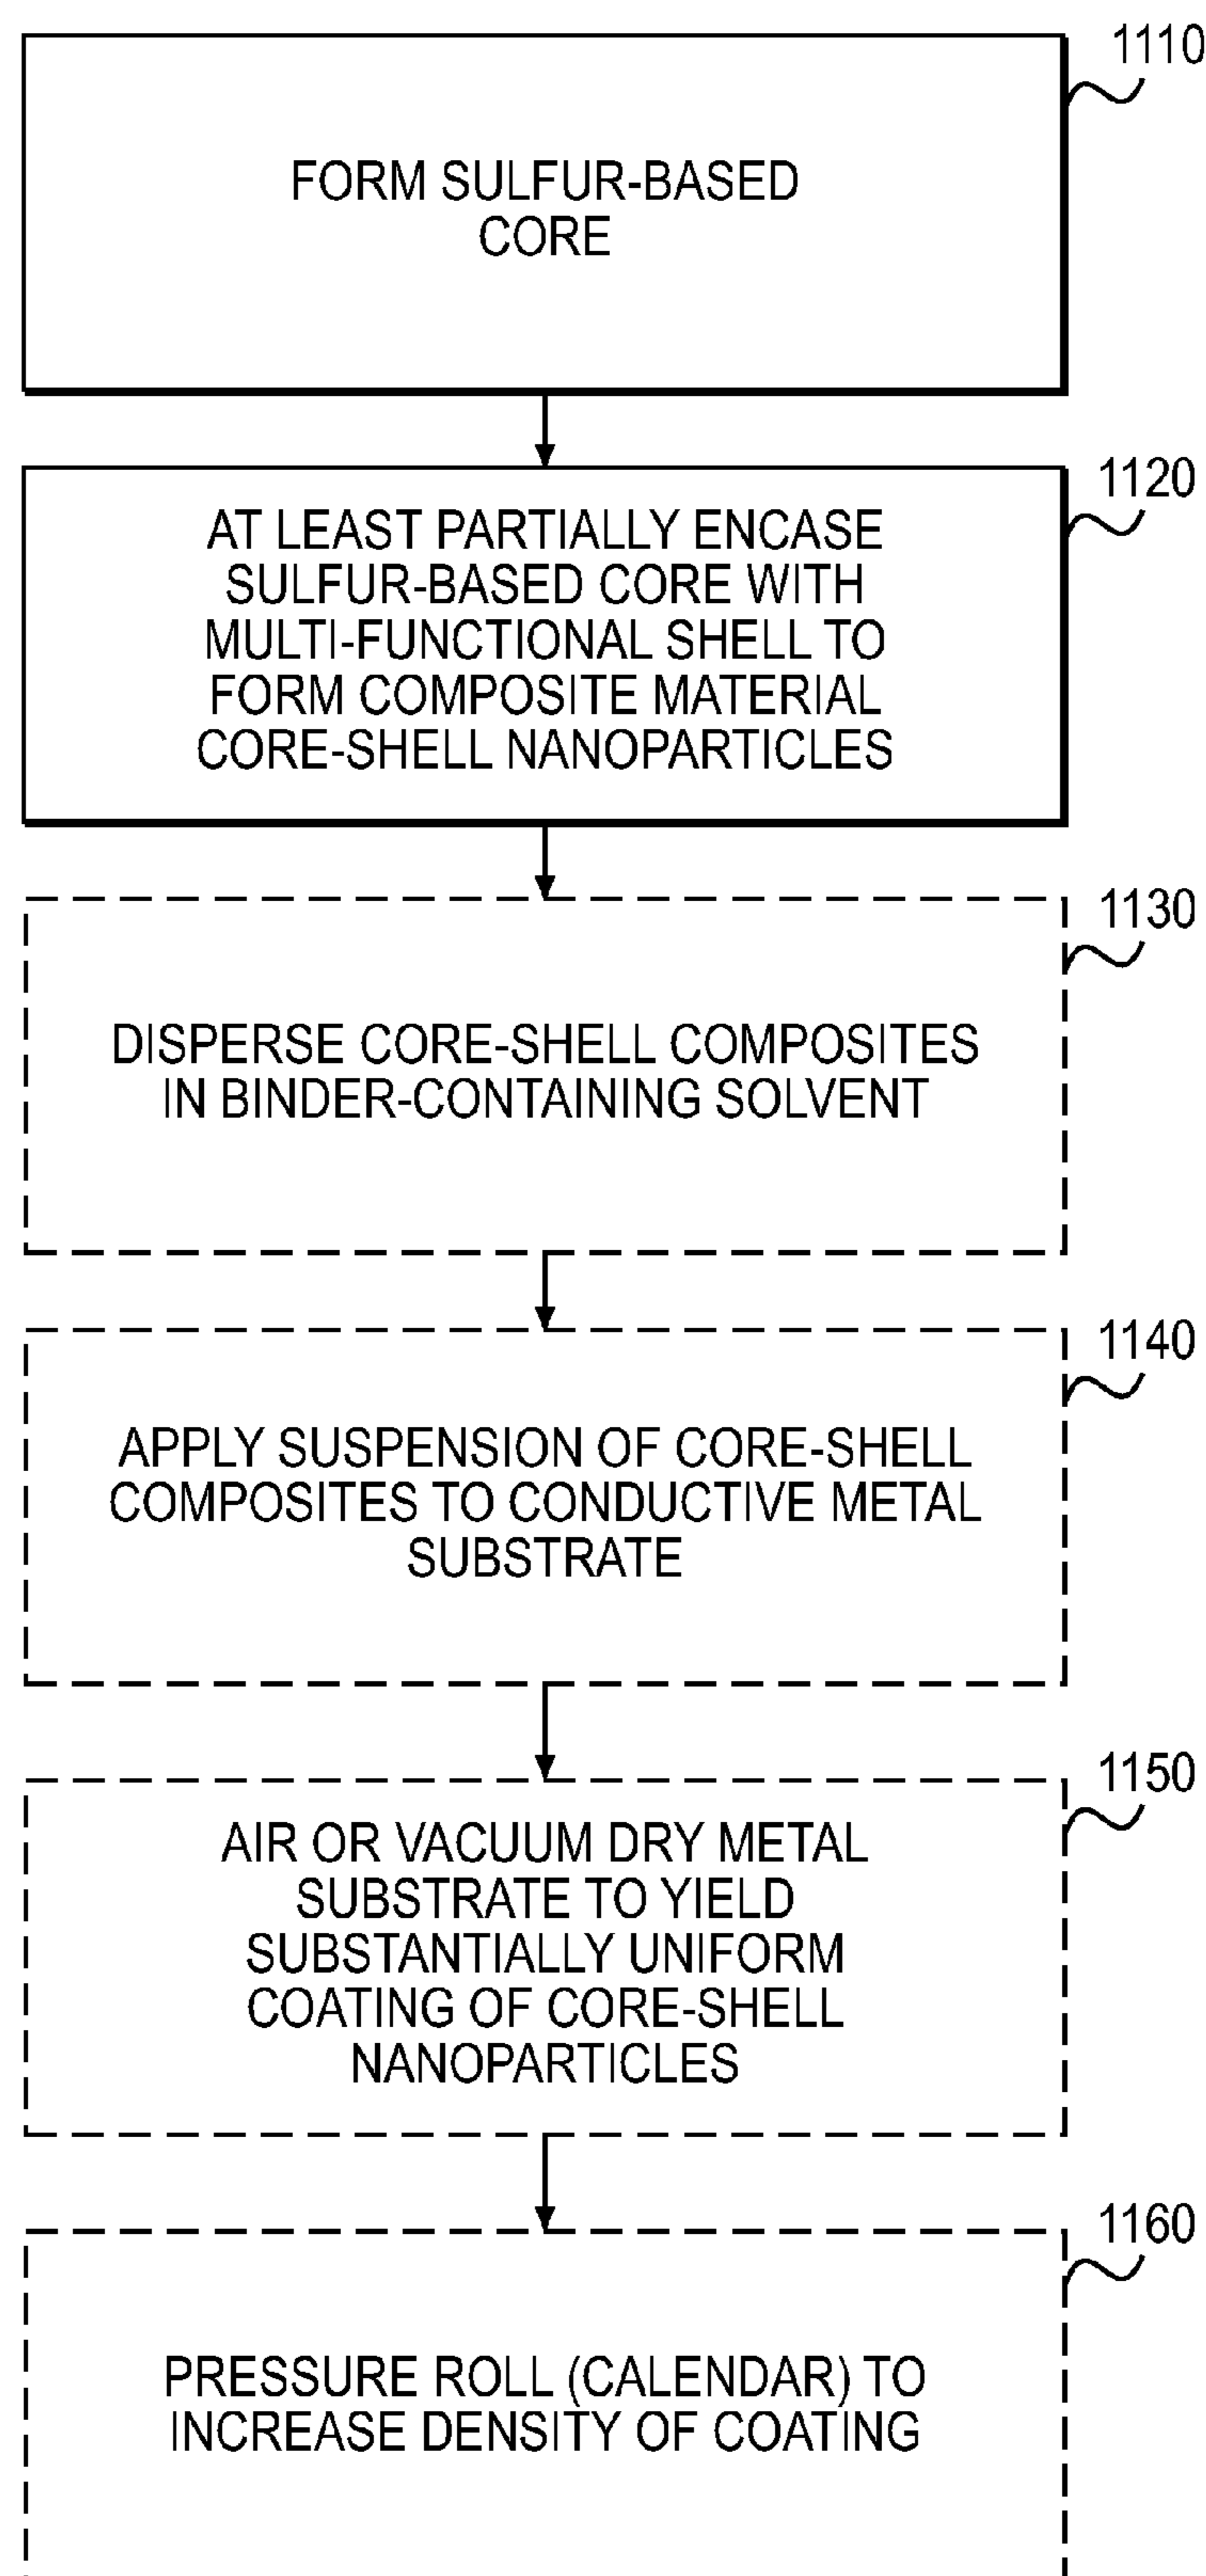 1110
FORM SULFUR-BASED
CORE
1120
AT LEAST PARTIALLY ENCASE
SULFUR-BASED CORE WITH
MULTI-FUNCTIONAL SHELL TO
FORM COMPOSITE MATERIAL
CORE-SHELL NANOPARTICLES
1130
DISPERSE CORE-SHELL COMPOSITES
IN BINDER-CONTAINING SOLVENT
1140
APPLY SUSPENSION OF CORE-SHELL
COMPOSITES TO CONDUCTIVE METAL
SUBSTRATE
1150
AIR OR VACUUM DRY METAL
SUBSTRATE TO YIELD
SUBSTANTIALLY UNIFORM
COATING OF CORE-SHELL
NANOPARTICLES
1160
PRESSURE ROLL (CALENDAR) TO
INCREASE DENSITY OF COATING